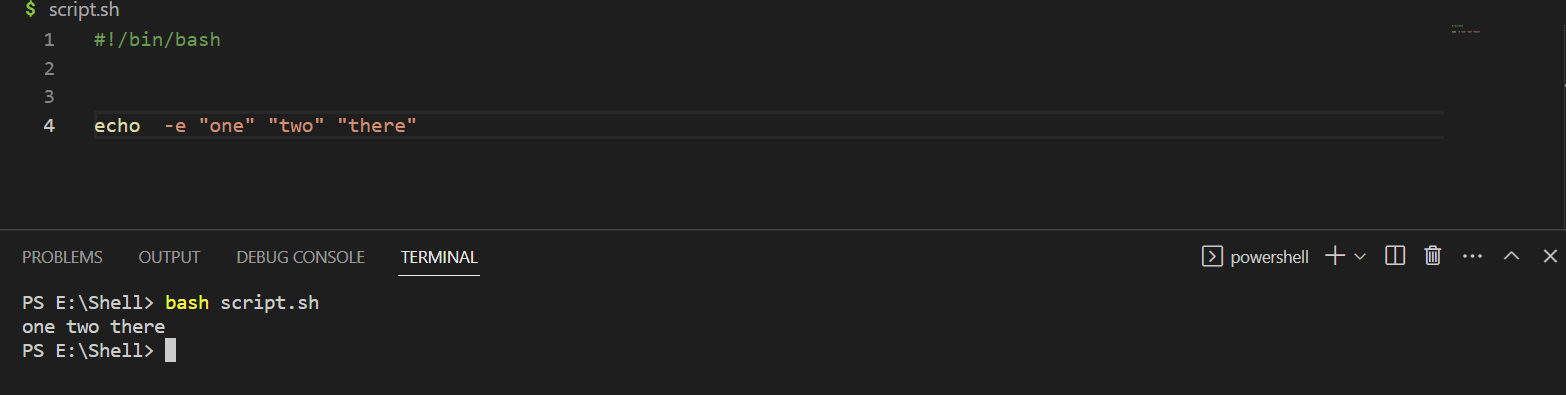 $ script.sh
1 #!/bin/bash
2
3
4 echo  -e "one" "two" "there"
PROBLEMS OUTPUT DEBUG CONSOLE TERMINAL powershell
PS E:\Shell> bash script.sh
one two there
PS E:\Shell>